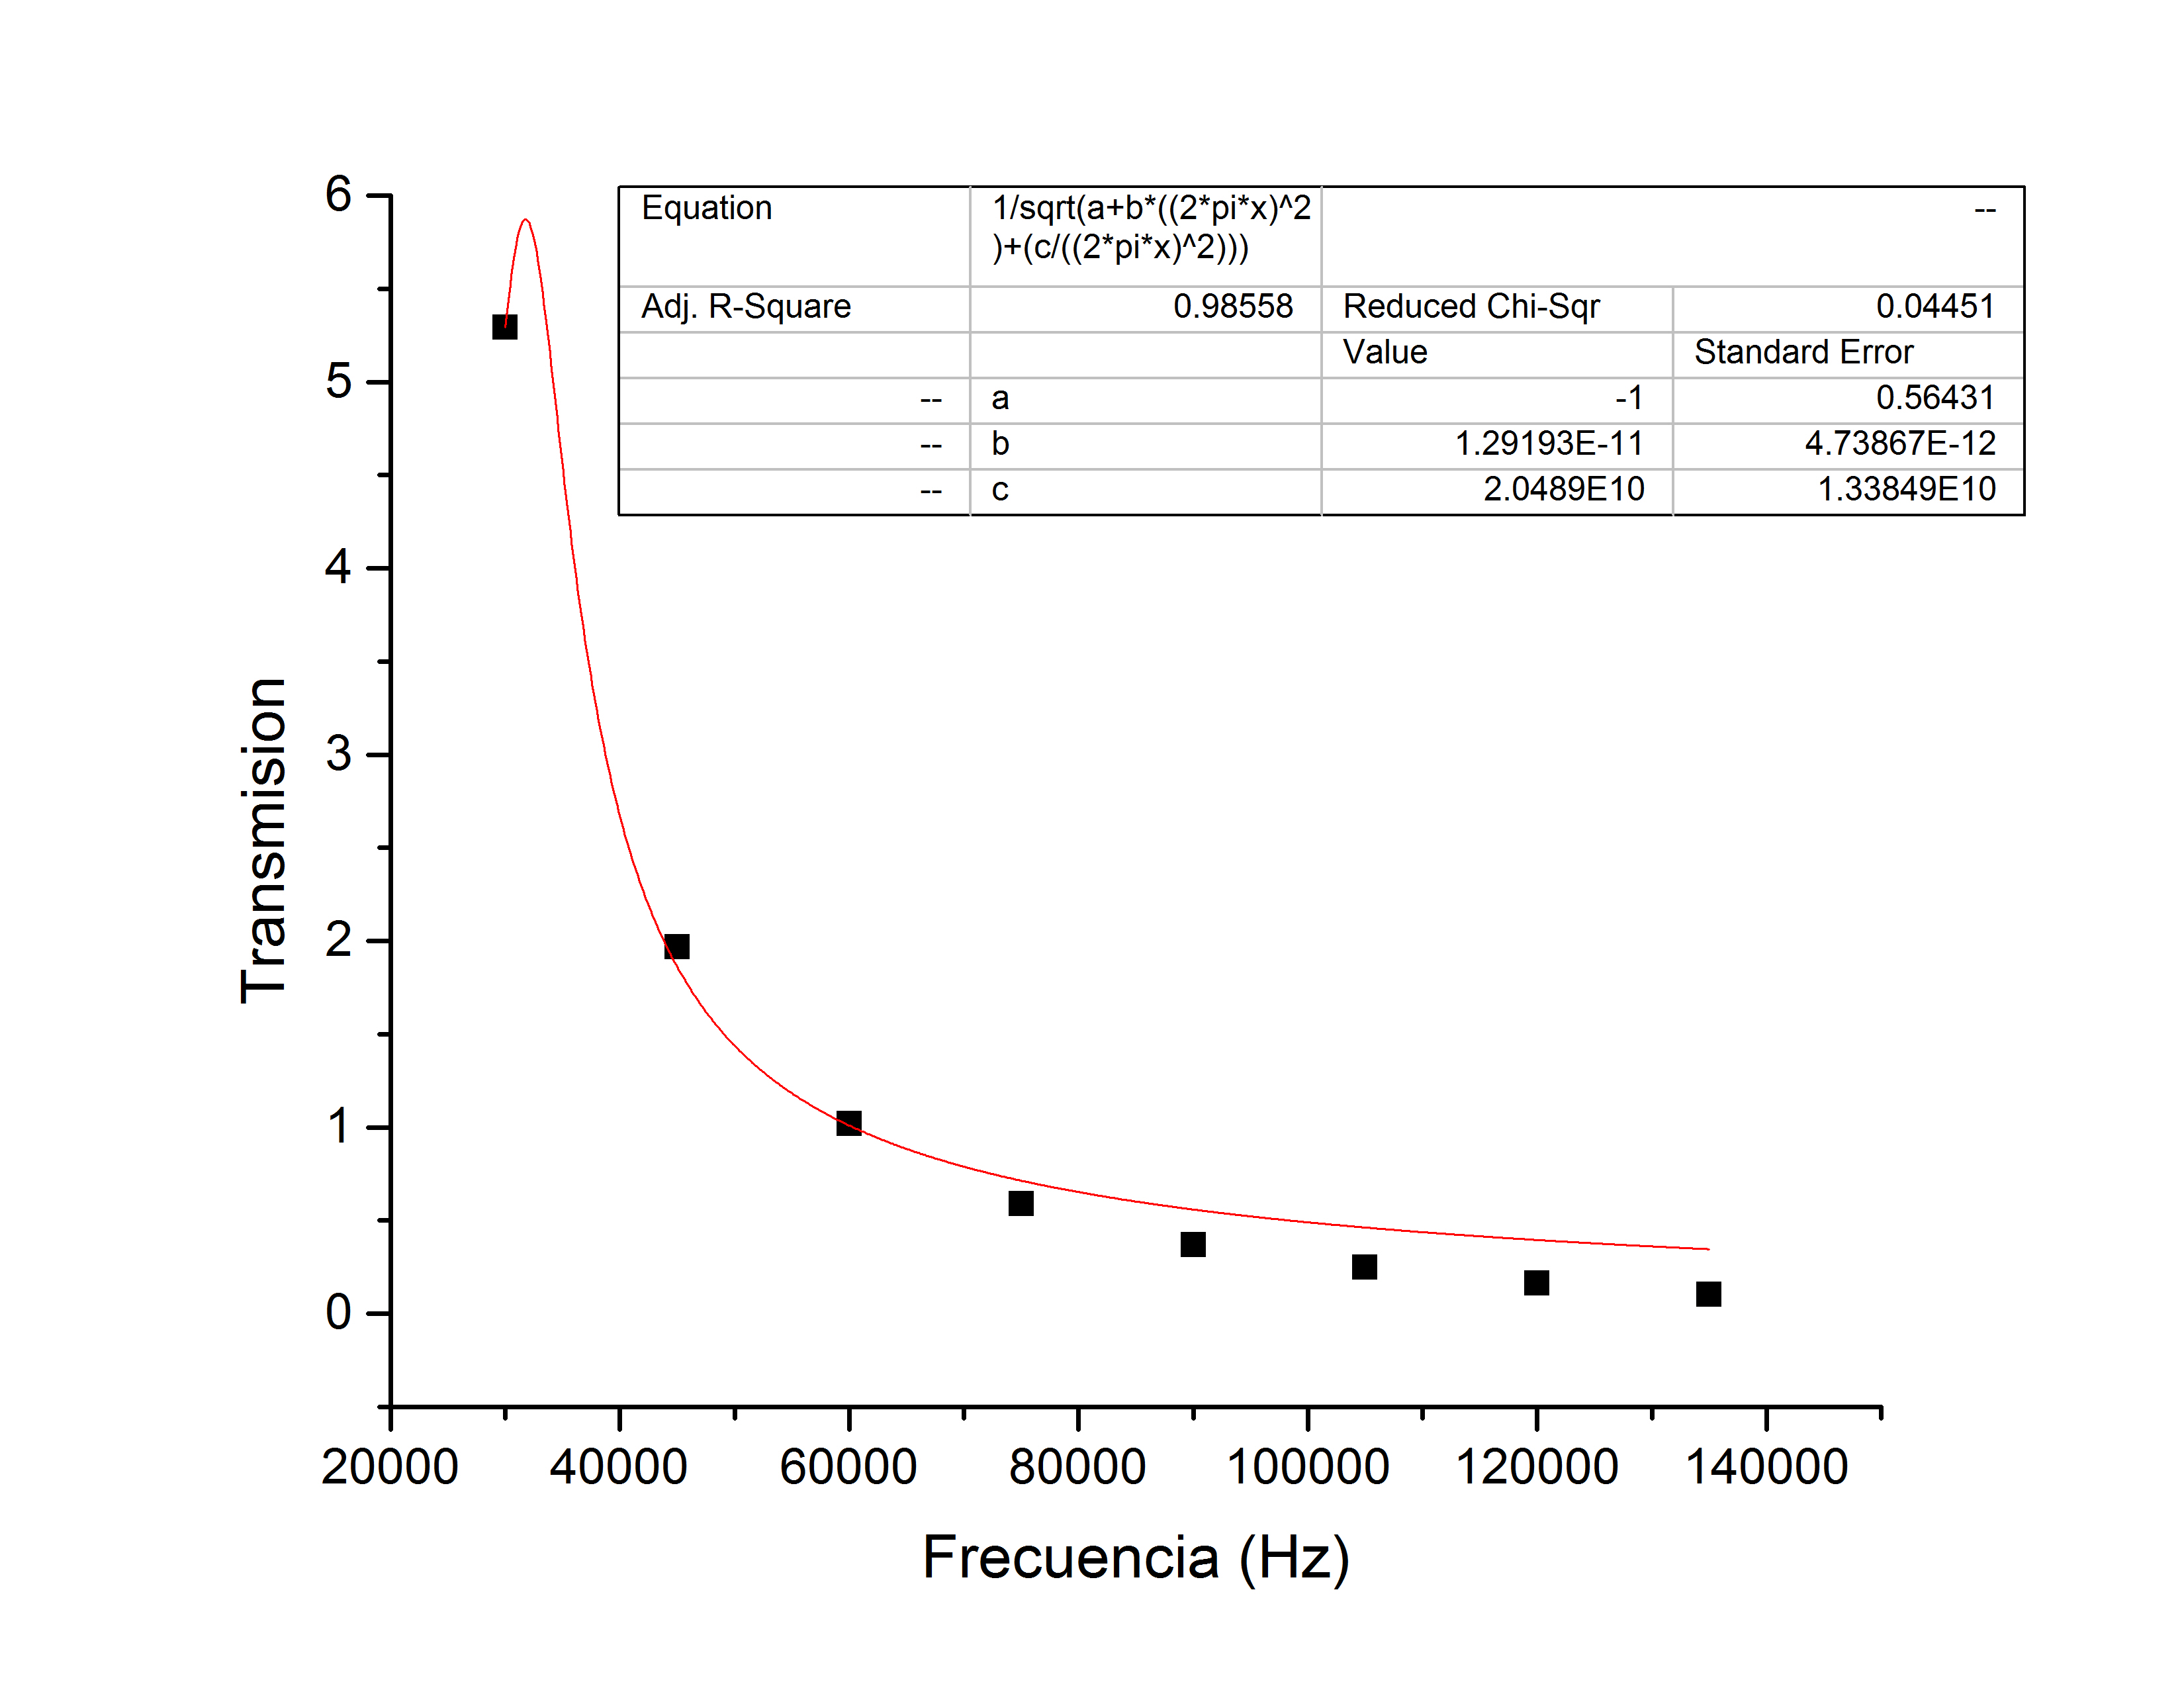 6
5
4
3
2
1
0
Transmision
Equation 1/sqrt(a+b*((2*pi*x)^2 --
)+(c/((2*pi*x)^2)))
Adj. R-Square 0.98558 Reduced Chi-Sqr 0.04451
Value Standard Error
-- a -1 0.56431
-- b 1.29193E-11 4.73867E-12
-- c 2.0489E10 1.33849E10
20000 40000 60000 80000 100000 120000 140000
Frecuencia (Hz)